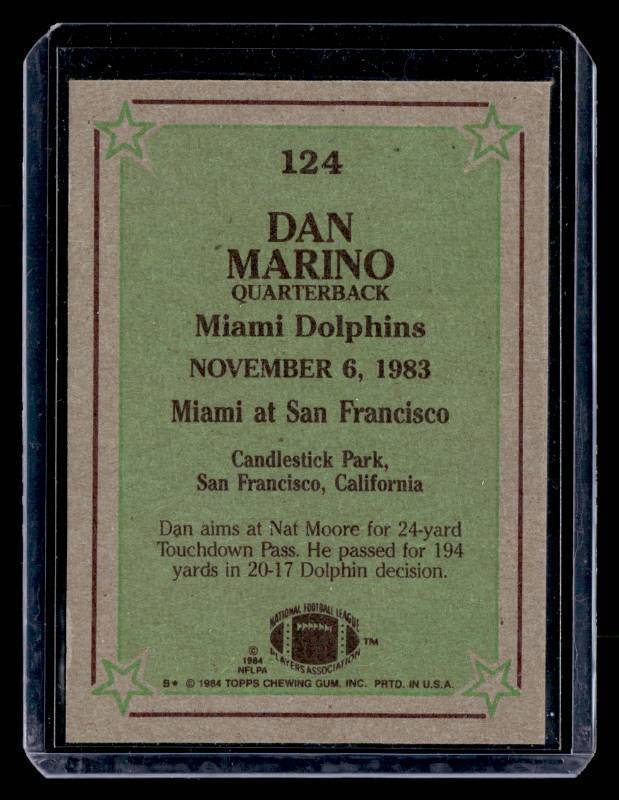 124
DAN
MARINO
QUARTERBACK
Miami Dolphins
NOVEMBER 6, 1983
Miami at San Francisco
Candlestick Park,
San Francisco, California
Dan aims at Nat Moore for 24-yard
Touchdown Pass. He passed for 194
yards in 20-17 Dolphin decision.
NATIONAL FOOTBALL LEAGUE
PLAYERS ASSOCIATION
TM
©
1984
NFLPA
B★ © 1984 TOPPS CHEWING GUM, INC. PRTD. IN U.S.A.